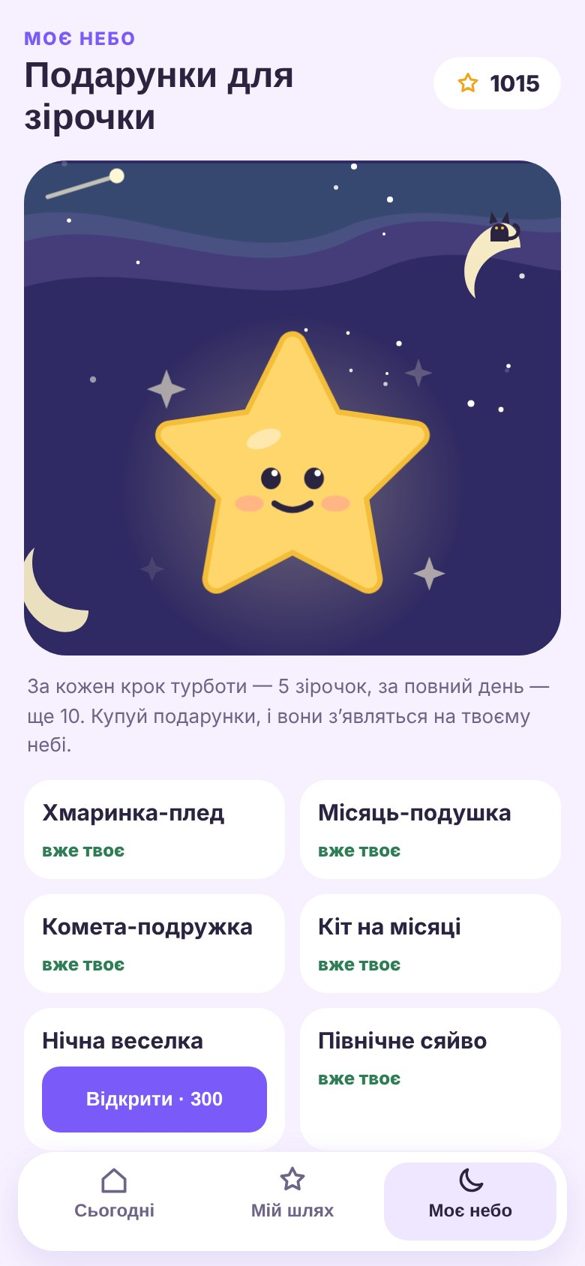 МОЄ НЕБО
Подарунки для
зірочки
1015
За кожен крок турботи — 5 зірочок, за повний день —
ще 10. Купуй подарунки, і вони з’являться на твоєму
небі.
Хмаринка-плед
вже твоє
Місяць-подушка
вже твоє
Комета-подружка
вже твоє
Кіт на місяці
вже твоє
Нічна веселка
Відкрити · 300
Північне сяйво
вже твоє
Сьогодні
Мій шлях
Моє небо